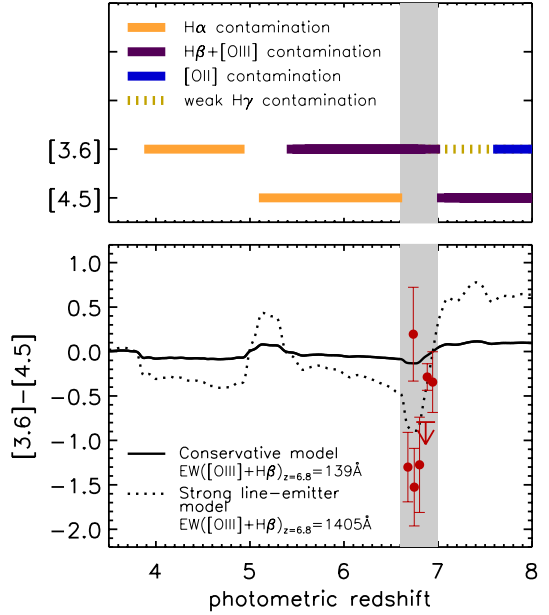 Hα contamination
Hβ+[OIII] contamination
[OII] contamination
weak Hγ contamination
[3.6]
[4.5]
1.0
0.5
0.0
−0.5
−1.0
−1.5
−2.0
[3.6]−[4.5]
Conservative model
EW([OIII]+Hβ)z=6.8=139Å
Strong line−emitter
model
EW([OIII]+Hβ)z=6.8=1405Å
4 5 6 7 8
photometric redshift